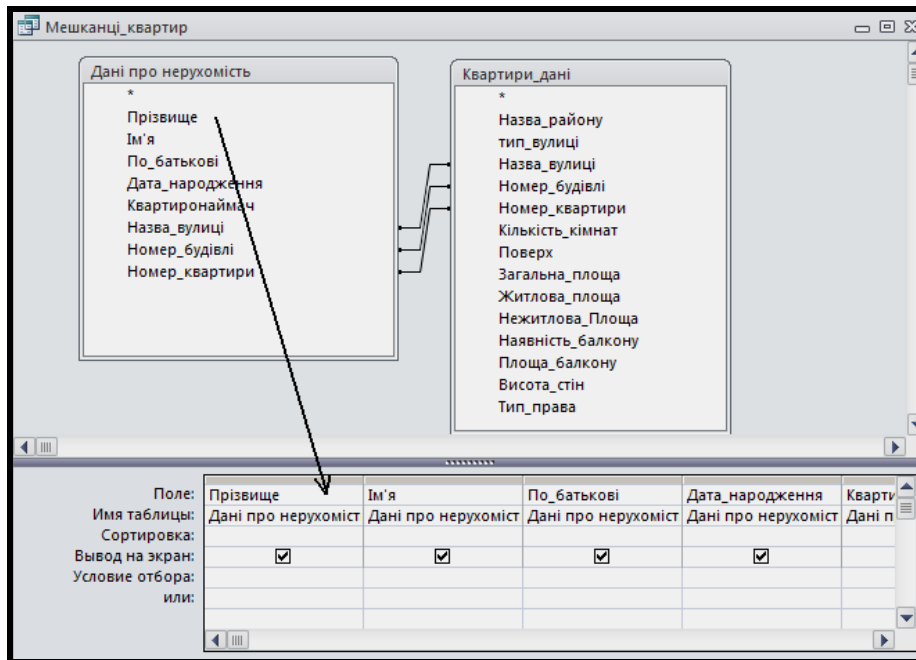 Мешканці_квартир
Дані про нерухомість
*
Прізвище
Ім'я
По_батькові
Дата_народження
Квартиронаймач
Назва_вулиці
Номер_будівлі
Номер_квартири
Квартири_дані
*
Назва_району
тип_вулиці
Назва_вулиці
Номер_будівлі
Номер_квартири
Кількість_кімнат
Поверх
Загальна_площа
Житлова_площа
Нежитлова_Площа
Наявність_балкону
Площа_балкону
Висота_стін
Тип_права
Поле: Прізвище Ім'я По_батькові Дата_народження Кварти
Имя таблицы: Дані про нерухоміст Дані про нерухоміст Дані про нерухоміст Дані про нерухоміст Дані п
Сортировка:
Вывод на экран:
Условие отбора:
или: